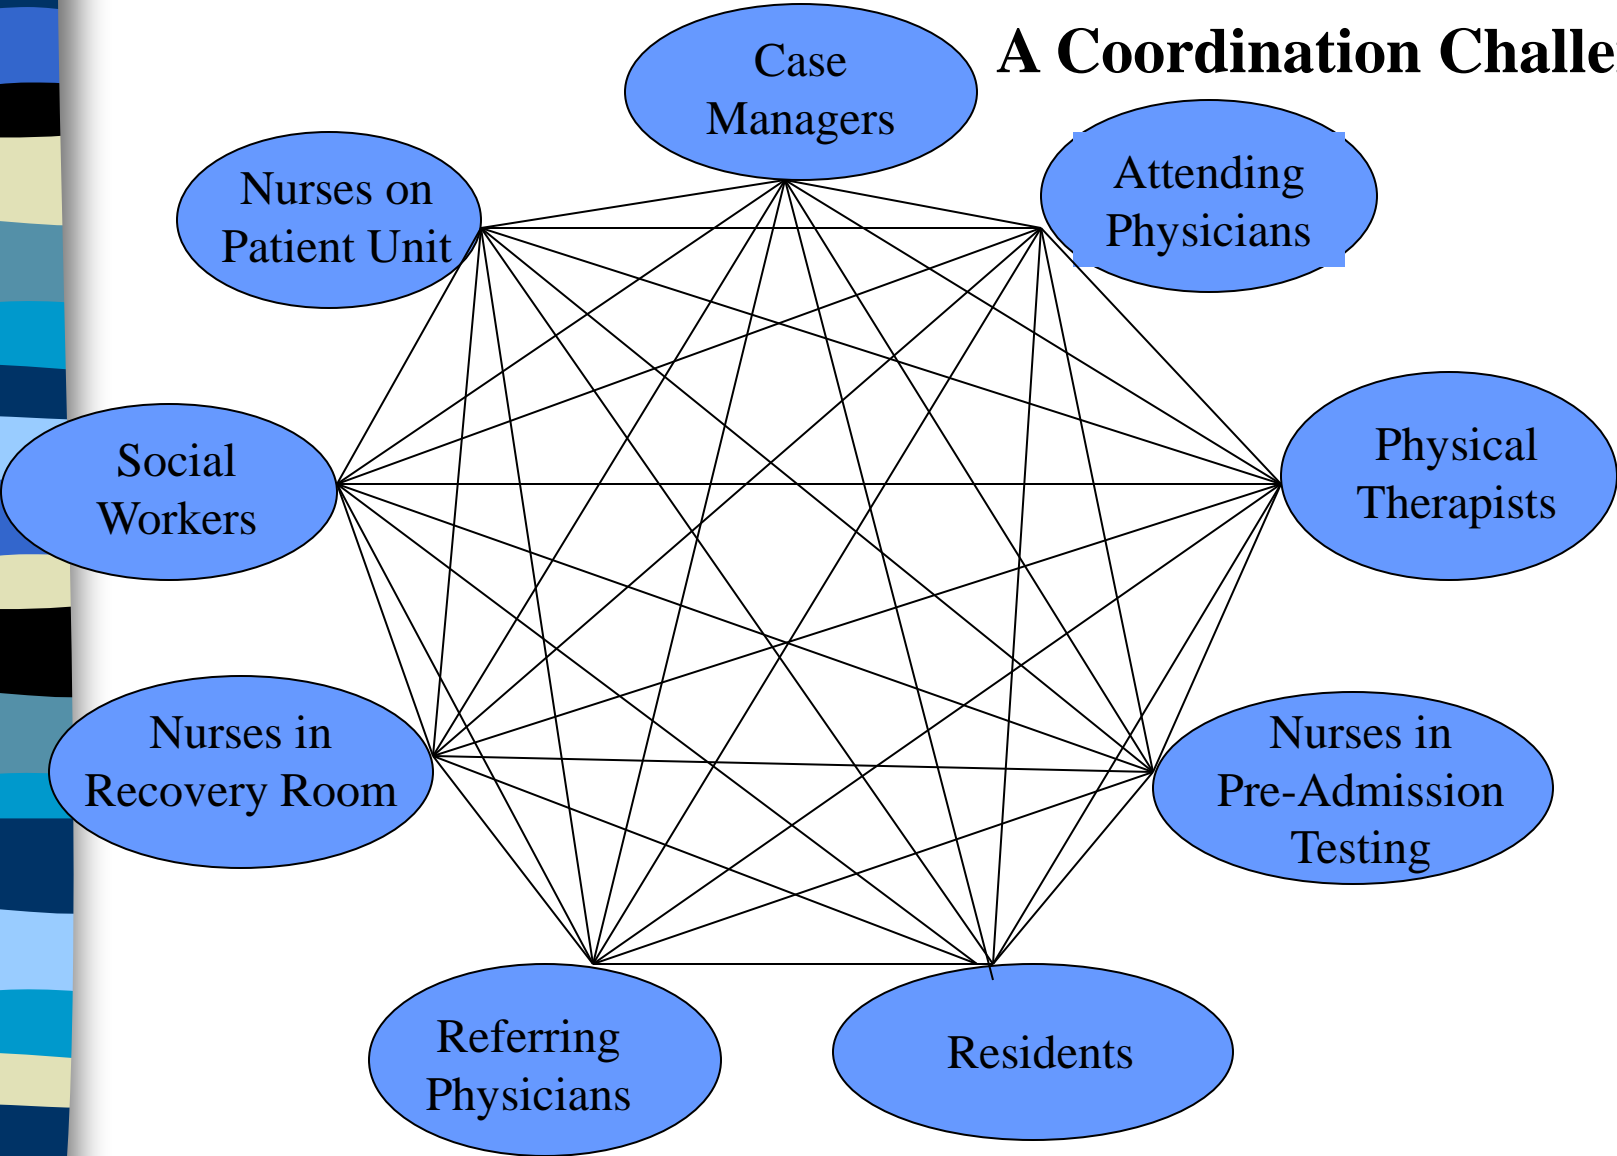 A Coordination Challe
Case
Managers
Attending
Physicians
Nurses on
Patient Unit
Physical
Therapists
Social
Workers
Nurses in
Recovery Room
Nurses in
Pre-Admission
Testing
Referring
Physicians
Residents